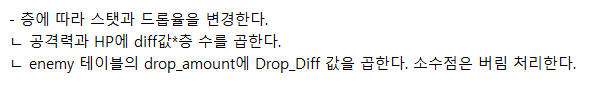 - 층에 따라 스탯과 드롭율을 변경한다.
ㄴ 공격력과 HP에 diff값*층 수를 곱한다.
ㄴ enemy 테이블의 drop_amount에 Drop_Diff 값을 곱한다. 소수점은 버림 처리한다.